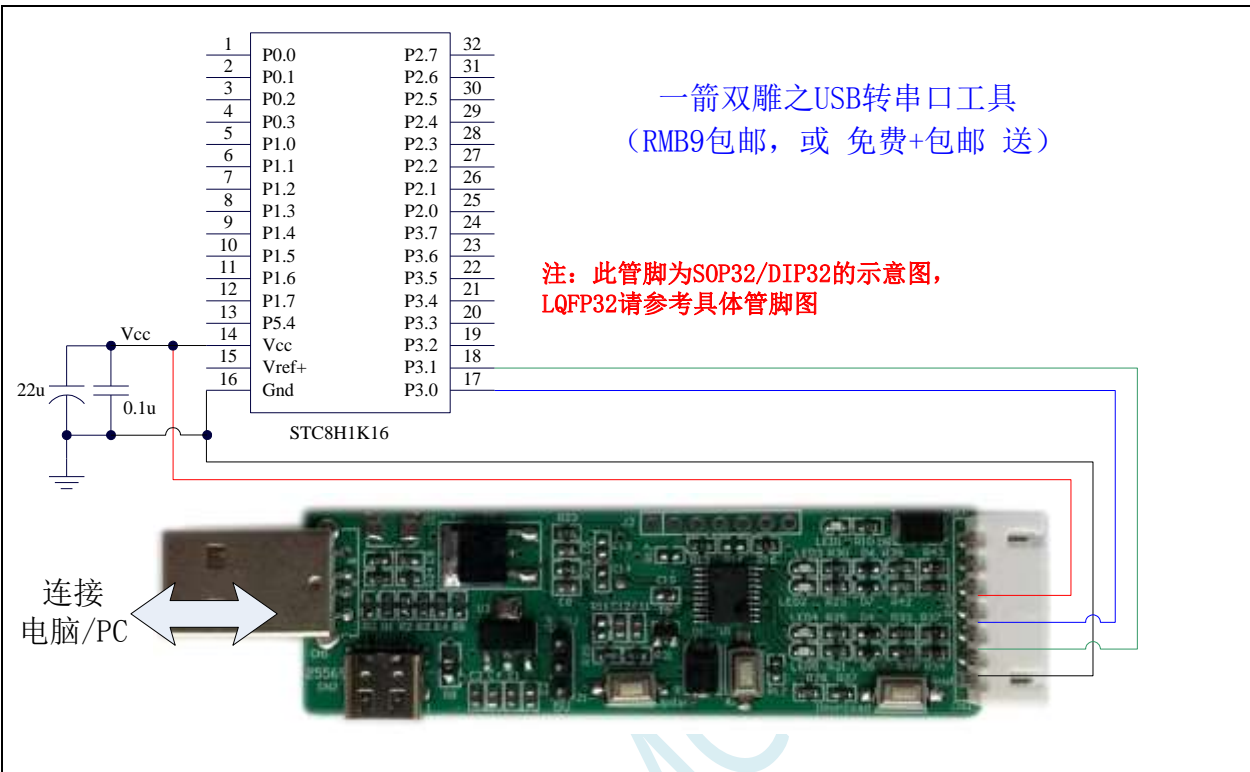 1 P0.0 P2.7 32
2 P0.1 P2.6 31
3 P0.2 P2.5 30
4 P0.3 P2.4 29
5 P1.0 P2.3 28
6 P1.1 P2.2 27
7 P1.2 P2.1 26
8 P1.3 P2.0 25
9 P1.4 P3.7 24
10 P1.5 P3.6 23
11 P1.6 P3.5 22
12 P1.7 P3.4 21
13 P5.4 P3.3 20
14 Vcc P3.2 19
15 Vref+ P3.1 18
16 Gnd P3.0 17
STC8H1K16
Vcc
22u
0.1u
一箭双雕之USB转串口工具
（RMB9包邮，或 免费+包邮 送）
注：此管脚为SOP32/DIP32的示意图，
LQFP32请参考具体管脚图
连接
电脑/PC